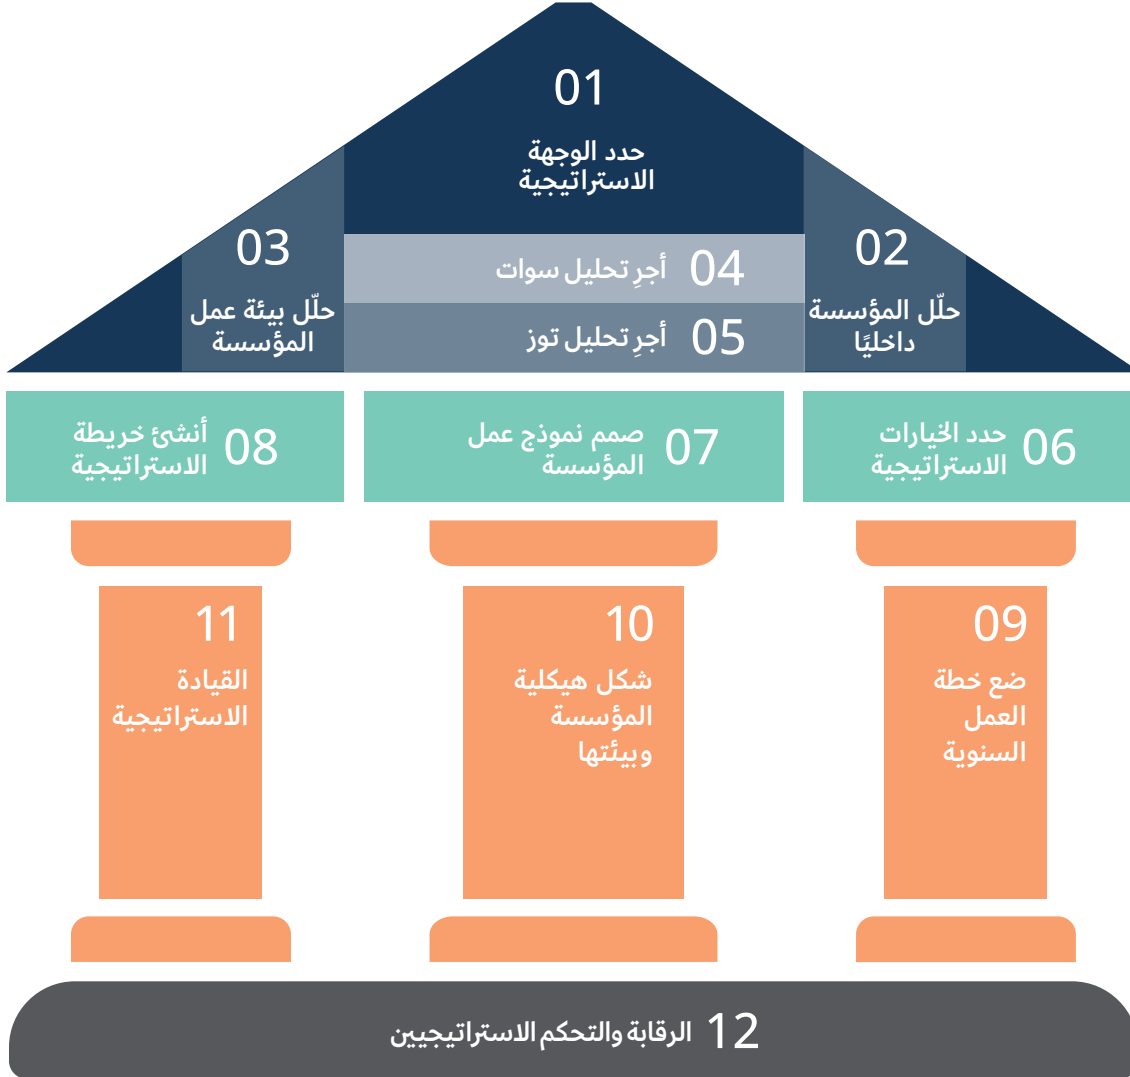 01
حدد الوجهة
الاستراتيجية
02
حلّل المؤسسة
داخليًا
03
حلّل بيئة عمل
المؤسسة
04 أجرِ تحليل سوات
05 أجرِ تحليل توز
06 حدد الخيارات
الاستراتيجية
07 صمم نموذج عمل
المؤسسة
08 أنشئ خريطة
الاستراتيجية
09
ضع خطة
العمل
السنوية
10
شكل هيكلية
المؤسسة
وبيئتها
11
القيادة
الاستراتيجية
12 الرقابة والتحكم الاستراتيجيين